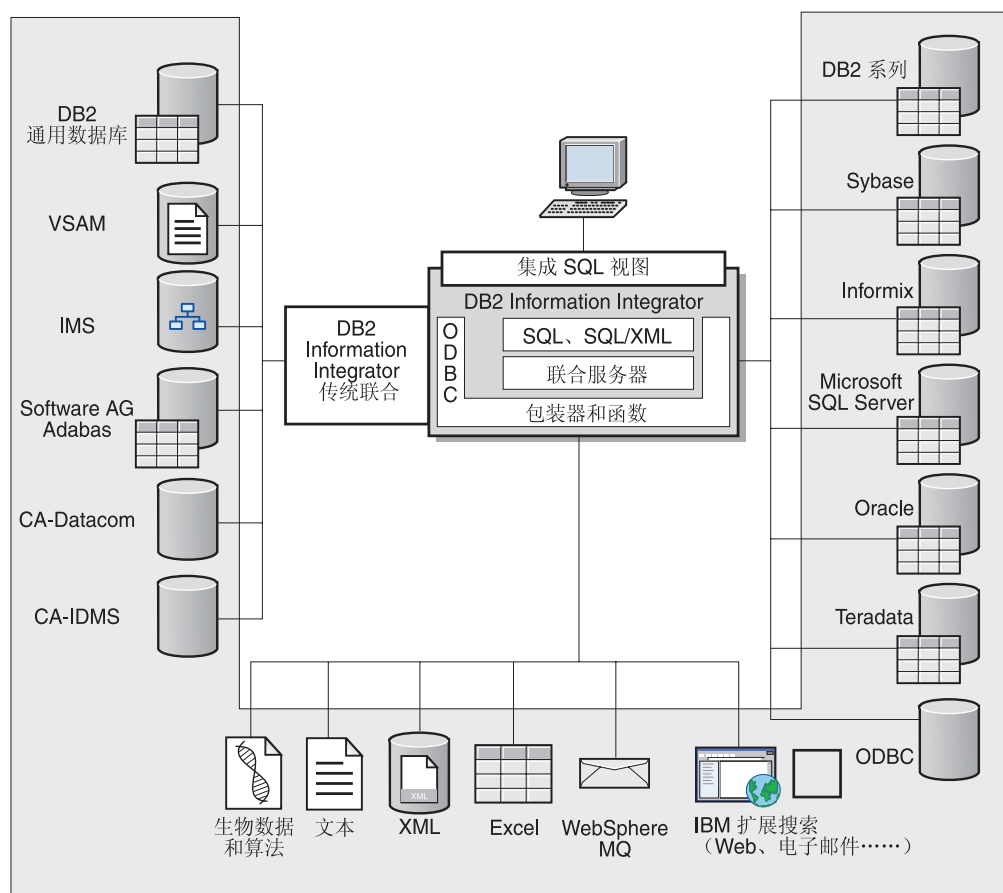 DB2
通用数据库
VSAM
IMS
Software AG
Adabas
CA-Datacom
CA-IDMS
集成 SQL 视图
DB2 Information Integrator
DB2
Information
Integrator
传统联合
O
D
B
C
SQL、SQL/XML
联合服务器
包装器和函数
DB2 系列
Sybase
Informix
Microsoft
SQL Server
Oracle
Teradata
ODBC
生物数据
和算法
文本
XML
XML
Excel
WebSphere
MQ
IBM 扩展搜索
（Web、电子邮件……）